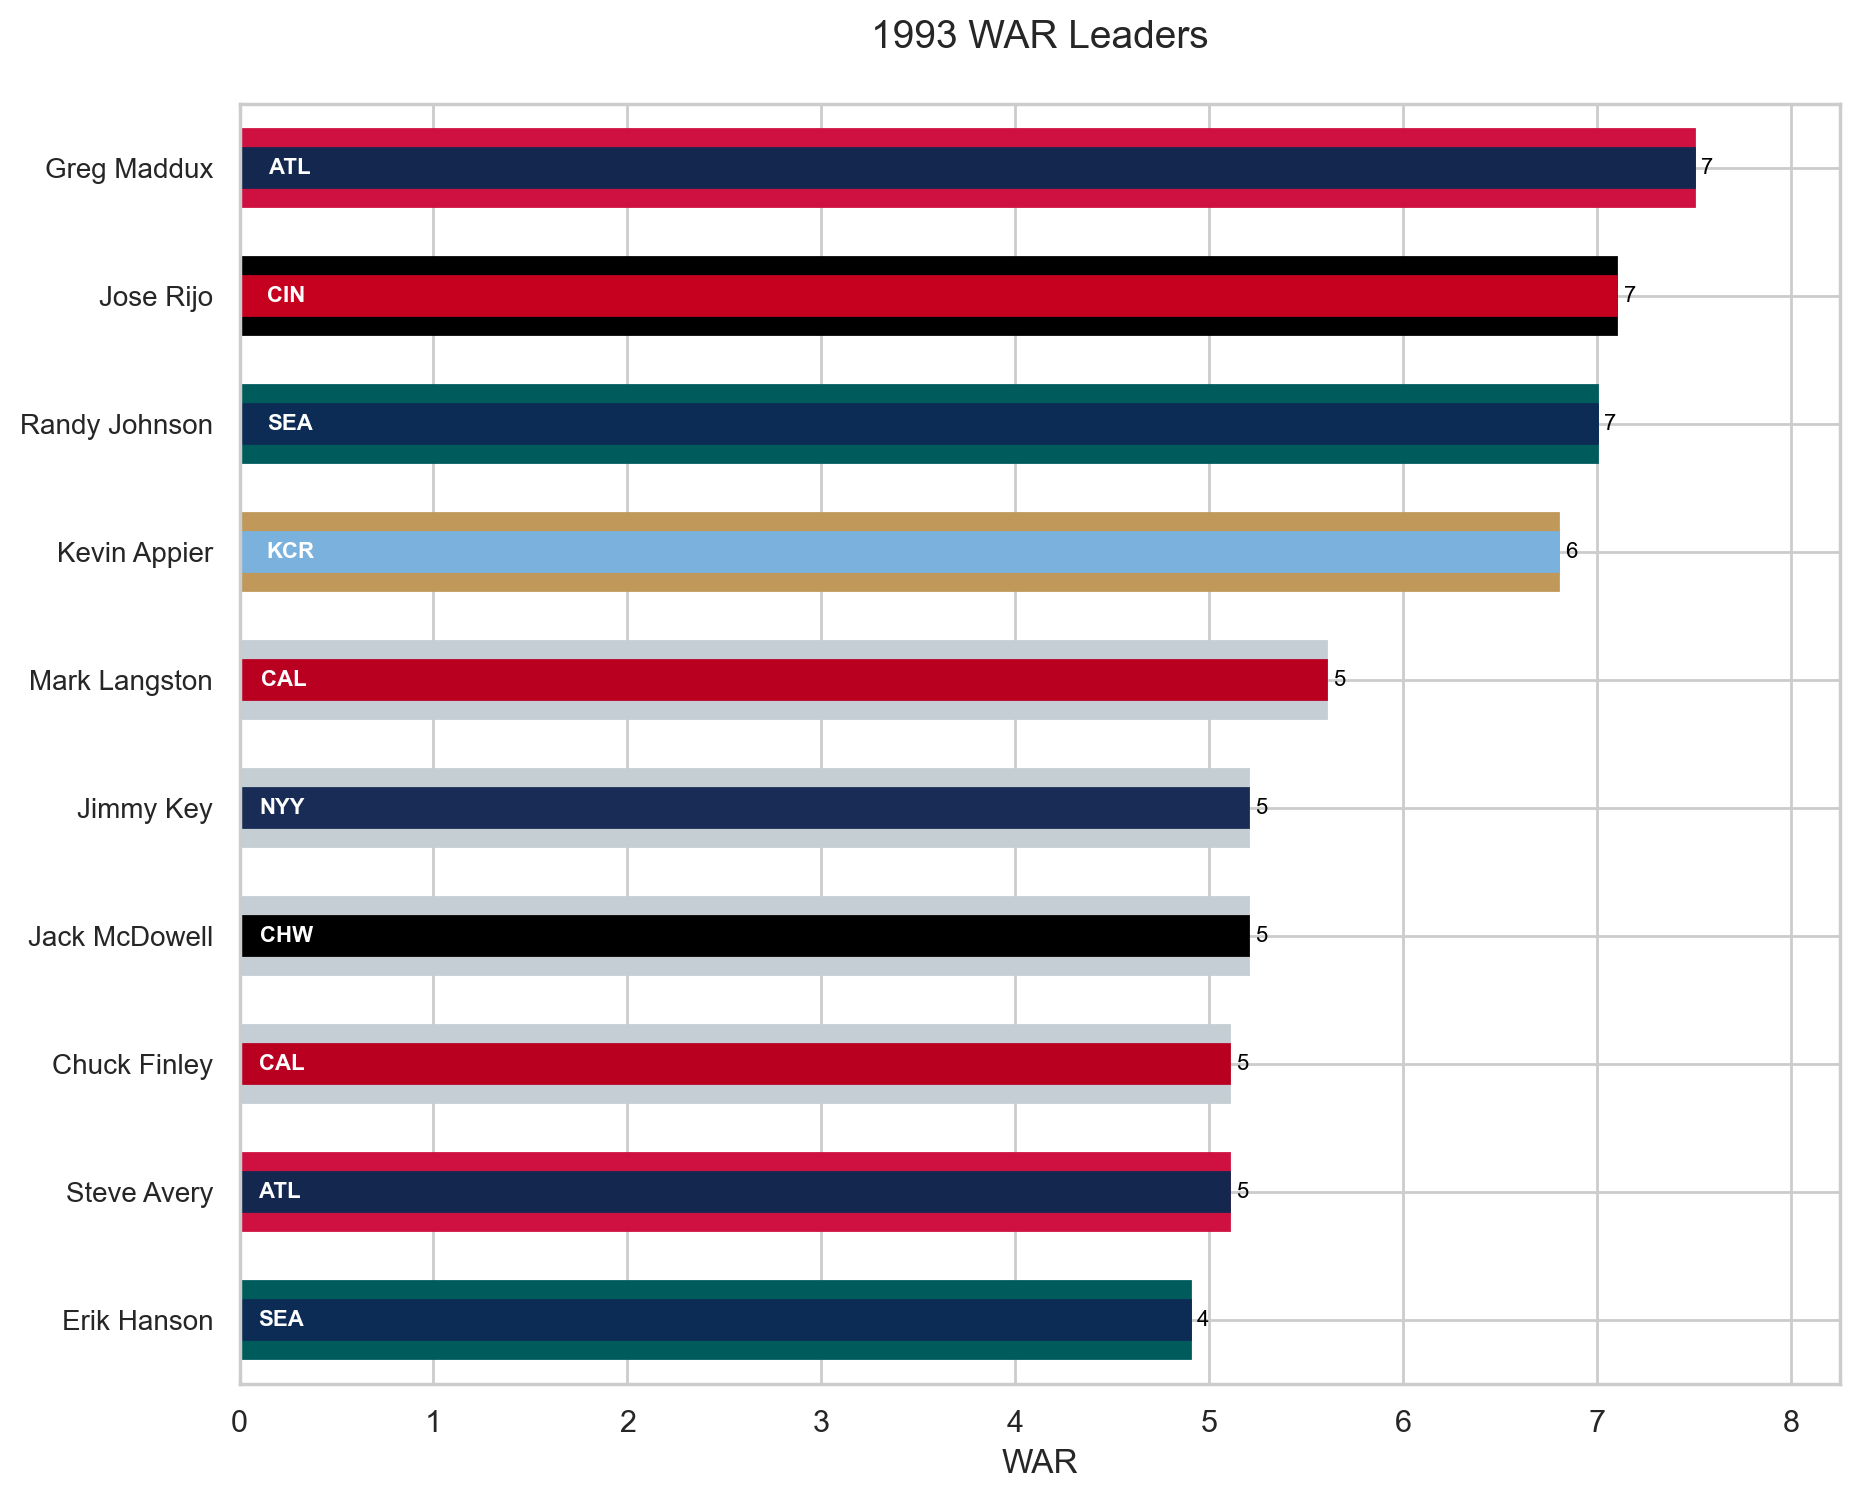 1993 WAR Leaders
Greg Maddux ATL 7
Jose Rijo CIN 7
Randy Johnson SEA 7
Kevin Appier KCR 6
Mark Langston CAL 5
Jimmy Key NYY 5
Jack McDowell CHW 5
Chuck Finley CAL 5
Steve Avery ATL 5
Erik Hanson SEA 4
0 1 2 3 4 5 6 7 8
WAR